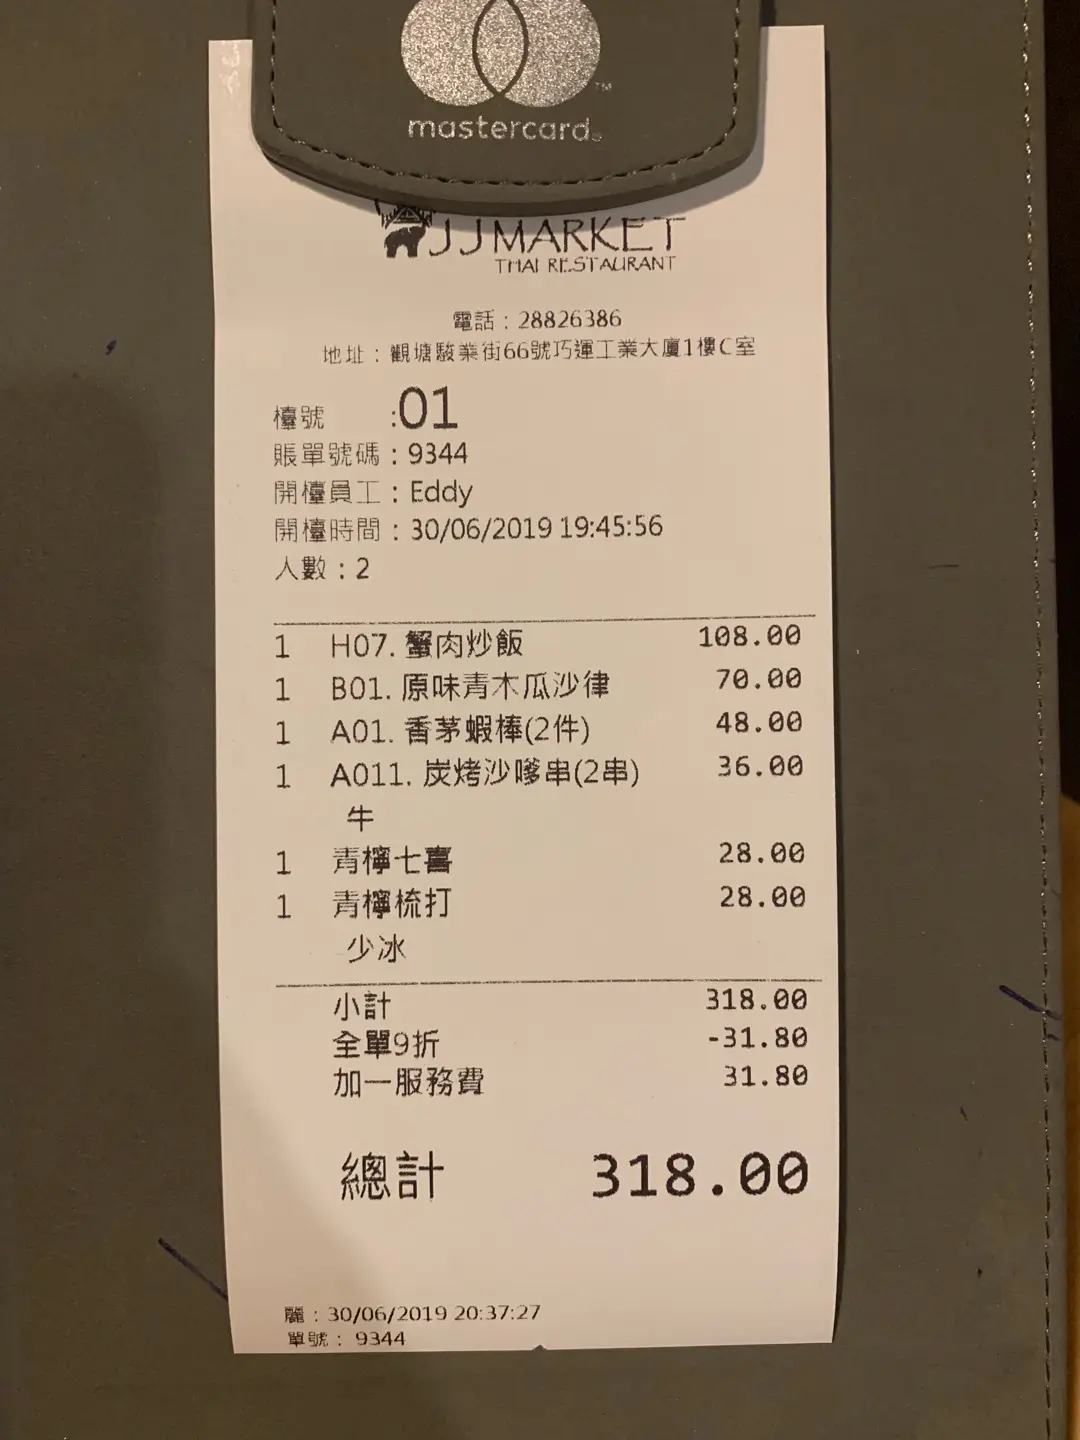 mastercard®
JJ MARKET
THAI RESTAURANT
電話：28826386
地址：觀塘駿業街66號巧運工業大廈1樓C室
檯號 :01
賬單號碼：9344
開檯員工：Eddy
開檯時間：30/06/2019 19:45:56
人數：2
1 H07. 蟹肉炒飯 108.00
1 B01. 原味青木瓜沙律 70.00
1 A01. 香茅蝦棒(2件) 48.00
1 A011. 炭烤沙嗲串(2串) 36.00
牛
1 青檸七喜 28.00
1 青檸梳打 28.00
少冰
小計 318.00
全單9折 -31.80
加一服務費 31.80
總計 318.00
麗：30/06/2019 20:37:27
單號：9344